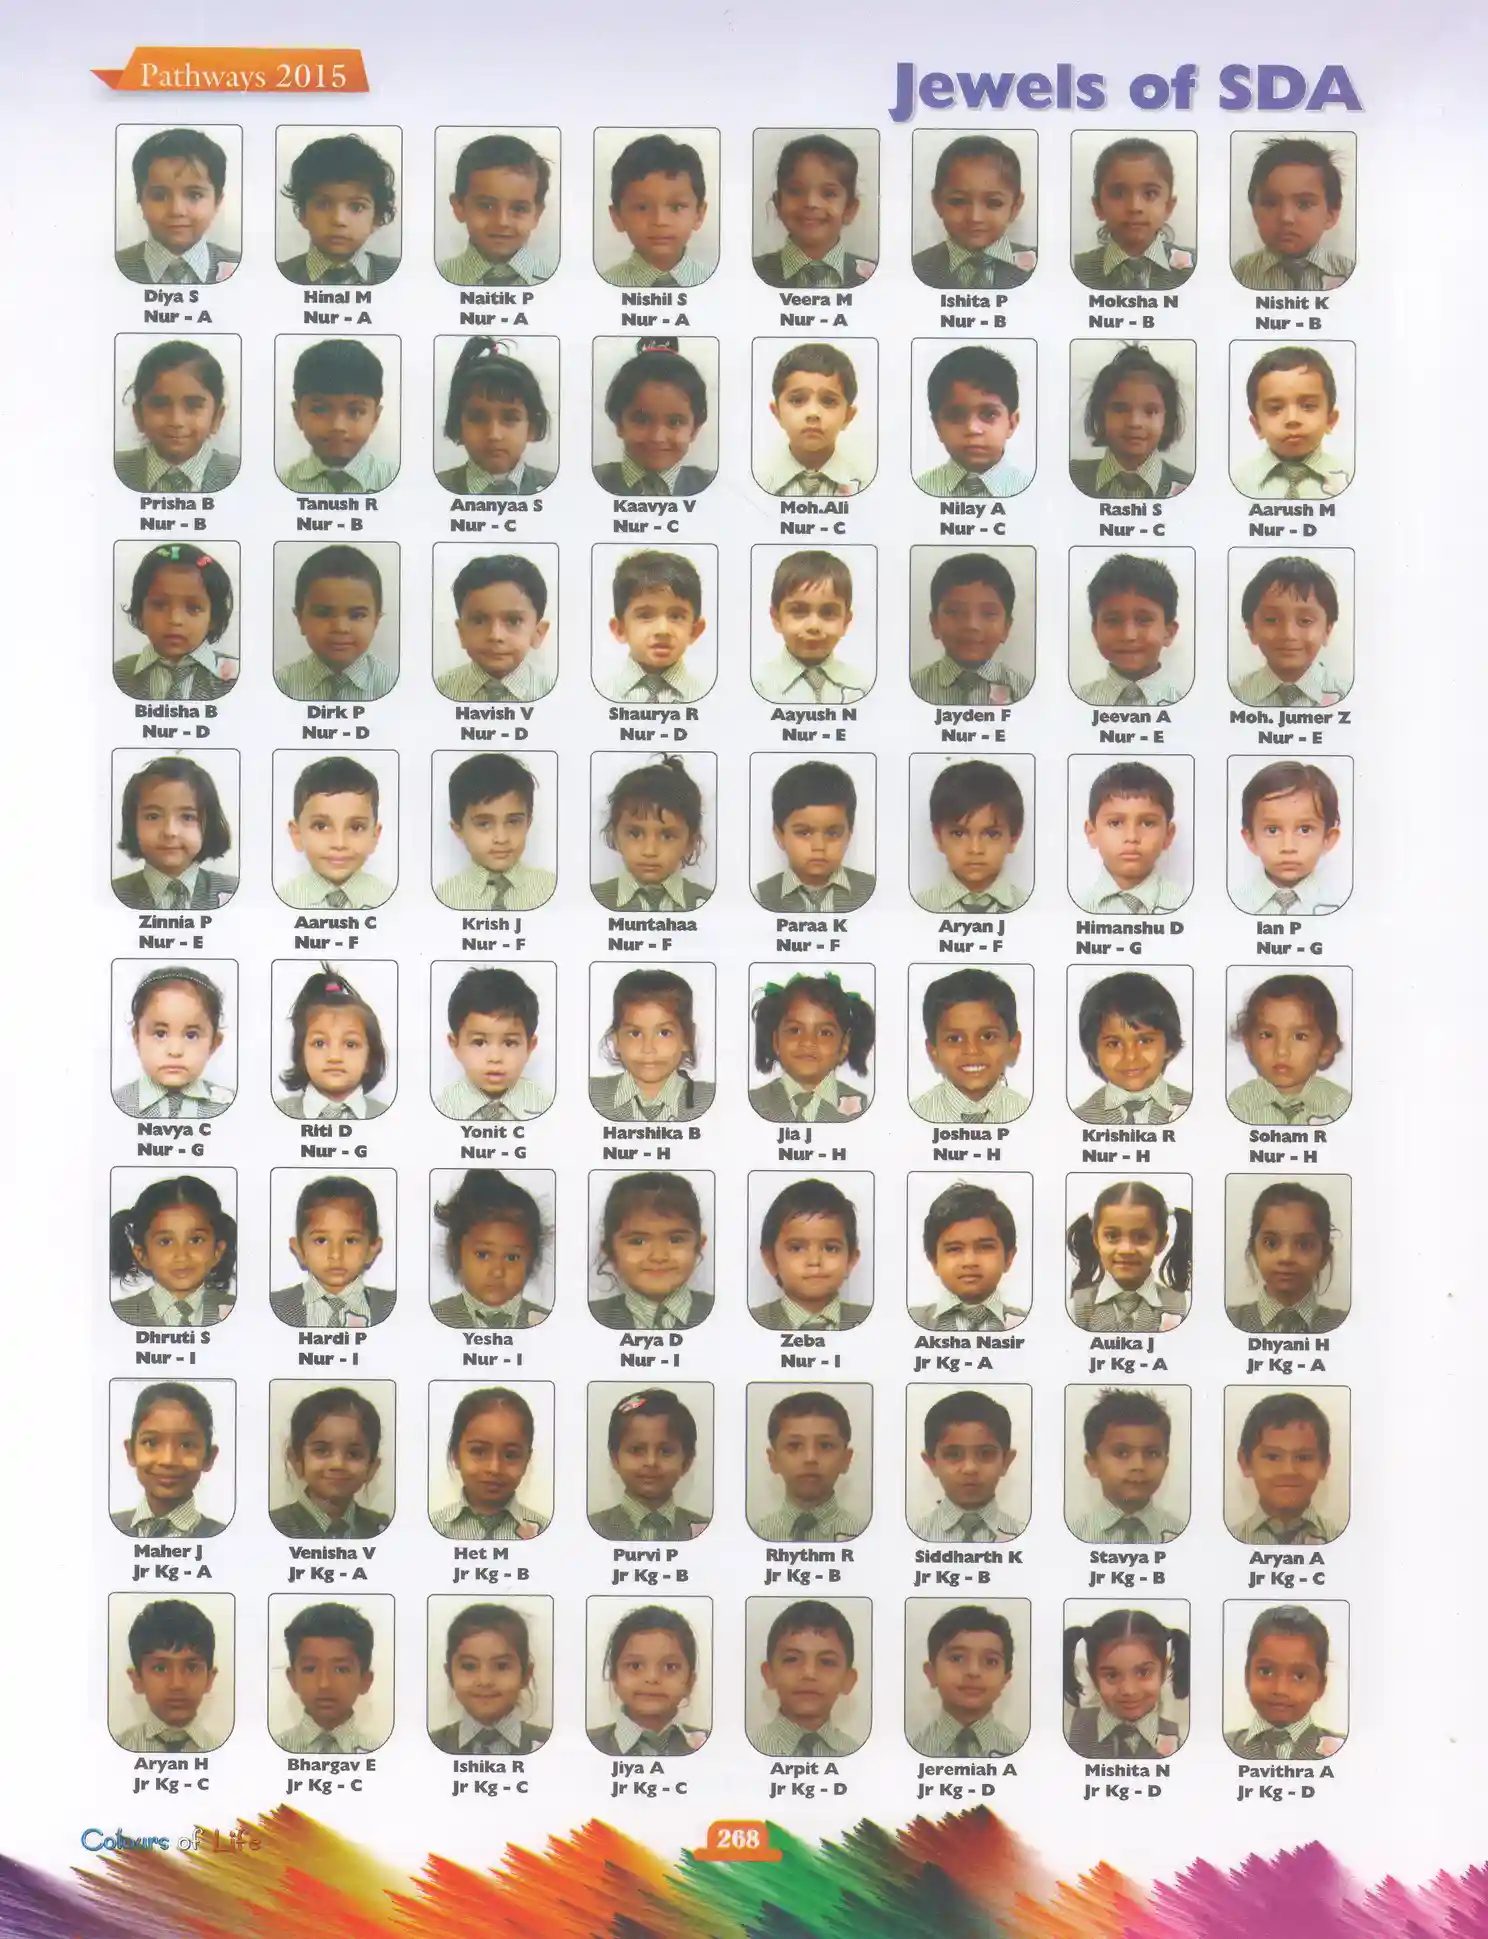 Pathways 2015
Jewels of SDA
Diya S Hinal M Naitik P Nishil S Veera M Ishita P Moksha N Nishit K
Nur - A Nur - A Nur - A Nur - A Nur - A Nur - B Nur - B Nur - B
Prisha B Tanush R Ananyaa S Kaavya V Moh.Ali Nilay A Rashi S Aarush M
Nur - B Nur - B Nur - C Nur - C Nur - C Nur - C Nur - C Nur - D
Bidisha B Dirk P Havish V Shaurya R Aayush N Jayden F Jeevan A Moh. Jumer Z
Nur - D Nur - D Nur - D Nur - D Nur - E Nur - E Nur - E Nur - E
Zinnia P Aarush C Krish J Muntahaa Paraa K Aryan J Himanshu D Ian P
Nur - E Nur - F Nur - F Nur - F Nur - F Nur - F Nur - G Nur - G
Navya C Riti D Yonit C Harshika B Jia J Joshua P Krishika R Soham R
Nur - G Nur - G Nur - G Nur - H Nur - H Nur - H Nur - H Nur - H
Dhruti S Hardi P Yesha Arya D Zeba Aksha Nasir Auika J Dhyani H
Nur - I Nur - I Nur - I Nur - I Nur - I Jr Kg - A Jr Kg - A Jr Kg - A
Maher J Venisha V Het M Purvi P Rhythm R Siddharth K Stavya P Aryan A
Jr Kg - A Jr Kg - A Jr Kg - B Jr Kg - B Jr Kg - B Jr Kg - B Jr Kg - B Jr Kg - C
Aryan H Bhargav E Ishika R Jiya A Arpit A Jeremiah A Mishita N Pavithra A
Jr Kg - C Jr Kg - C Jr Kg - C Jr Kg - C Jr Kg - D Jr Kg - D Jr Kg - D Jr Kg - D
Colours of Life
268